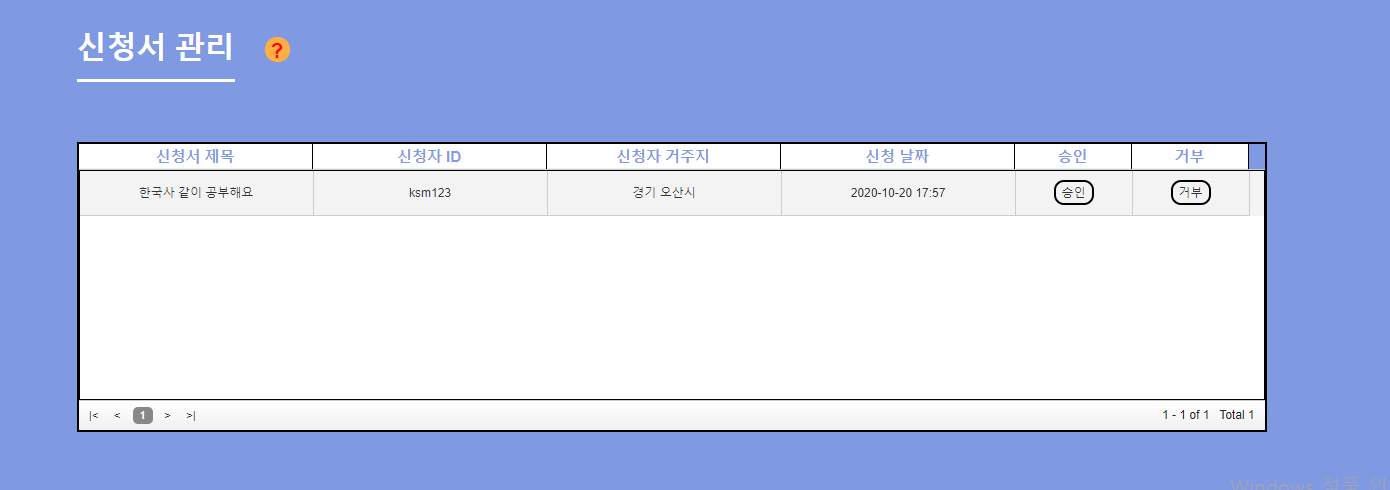 신청서 관리 ?
신청서 제목 신청자 ID 신청자 거주지 신청 날짜 승인 거부
한국사 같이 공부해요 ksm123 경기 오산시 2020-10-20 17:57 승인 거부
|< < 1 > >| 1 - 1 of 1 Total 1
Windows 정품 인